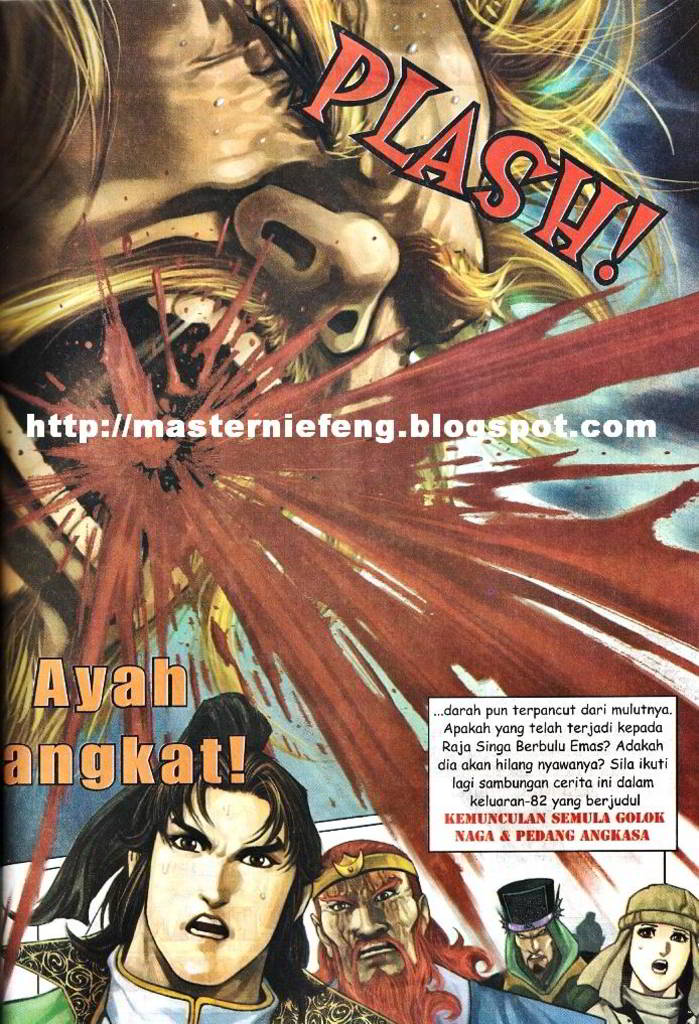 PLASH!
http://masterniefeng.blogspot.com
Ayah
angkat!
...darah pun terpancut dari mulutnya.
Apakah yang telah terjadi kepada
Raja Singa Berbulu Emas? Adakah
dia akan hilang nyawanya? Sila ikuti
lagi sambungan cerita ini dalam
keluaran-82 yang berjudul
KEMUNCULAN SEMULA GOLOK
NAGA & PEDANG ANGKASA